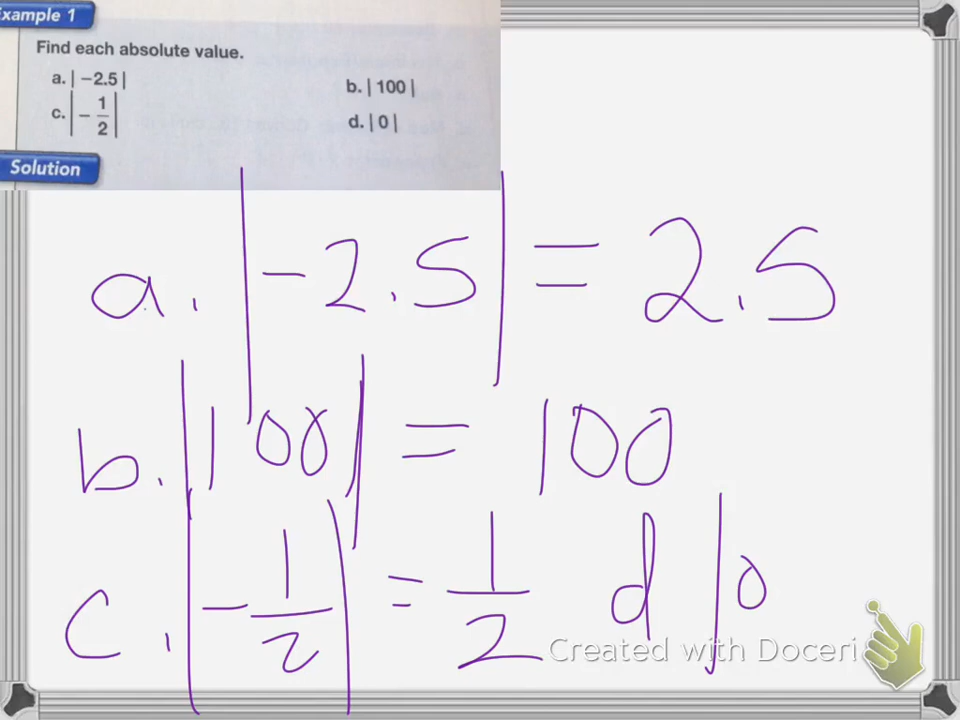 Example 1
Find each absolute value.
a. |−2.5|
b. |100|
c. |−1/2|
d. |0|
Solution
a. |−2.5| = 2.5
b. |100| = 100
c. |−1/2| = 1/2 d |0
Created with Doceri